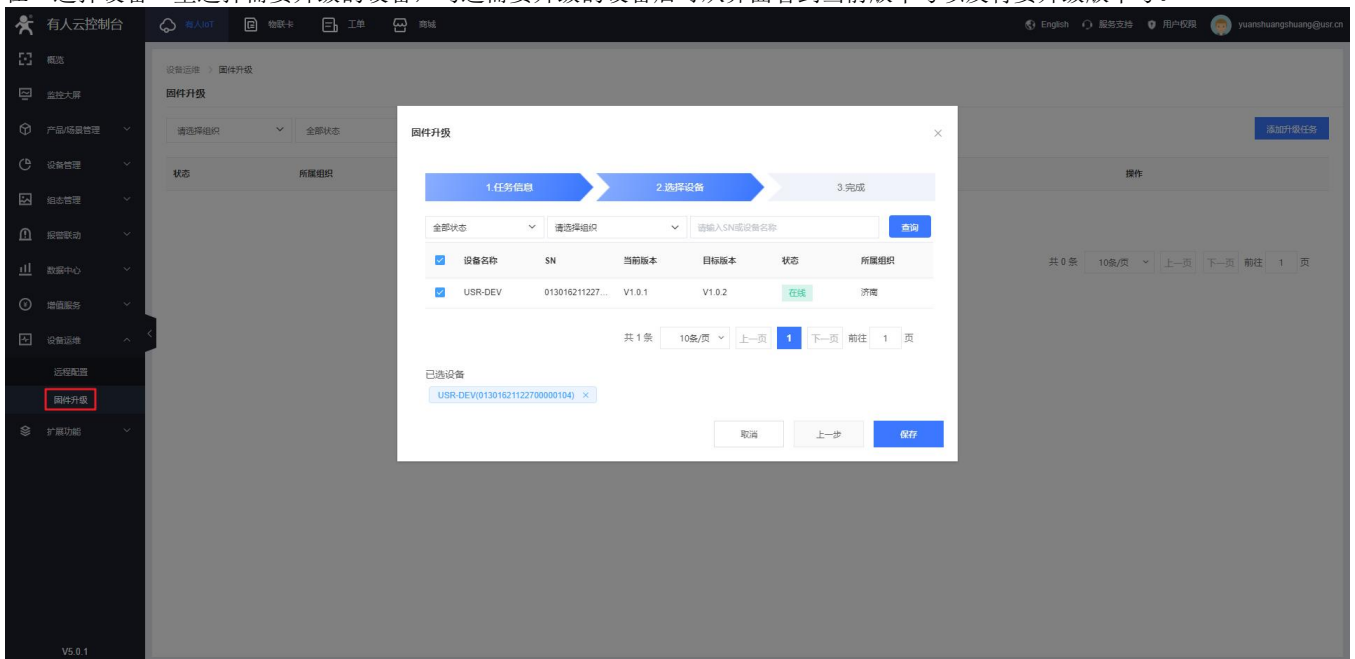 有人云控制台
有人IoT
物联卡
工单
商城
English
服务支持
用户权限
yuanshuangshuang@usr.cn
概览
监控大屏
产品/场景管理
设备管理
组态管理
报警联动
数据中心
增值服务
设备运维
远程配置
固件升级
扩展功能
V5.0.1
设备运维 > 固件升级
固件升级
请选择组织
全部状态
添加升级任务
状态
所属组织
操作
共 0 条 10条/页 上一页 下一页 前往 1 页
固件升级
1.任务信息
2.选择设备
3.完成
全部状态
请选择组织
请输入SN或设备名称
查询
设备名称 SN 当前版本 目标版本 状态 所属组织
USR-DEV 013016211227... V1.0.1 V1.0.2 在线 济南
共 1 条 10条/页 上一页 1 下一页 前往 1 页
已选设备
USR-DEV(01301621122700000104) ×
取消
上一步
保存